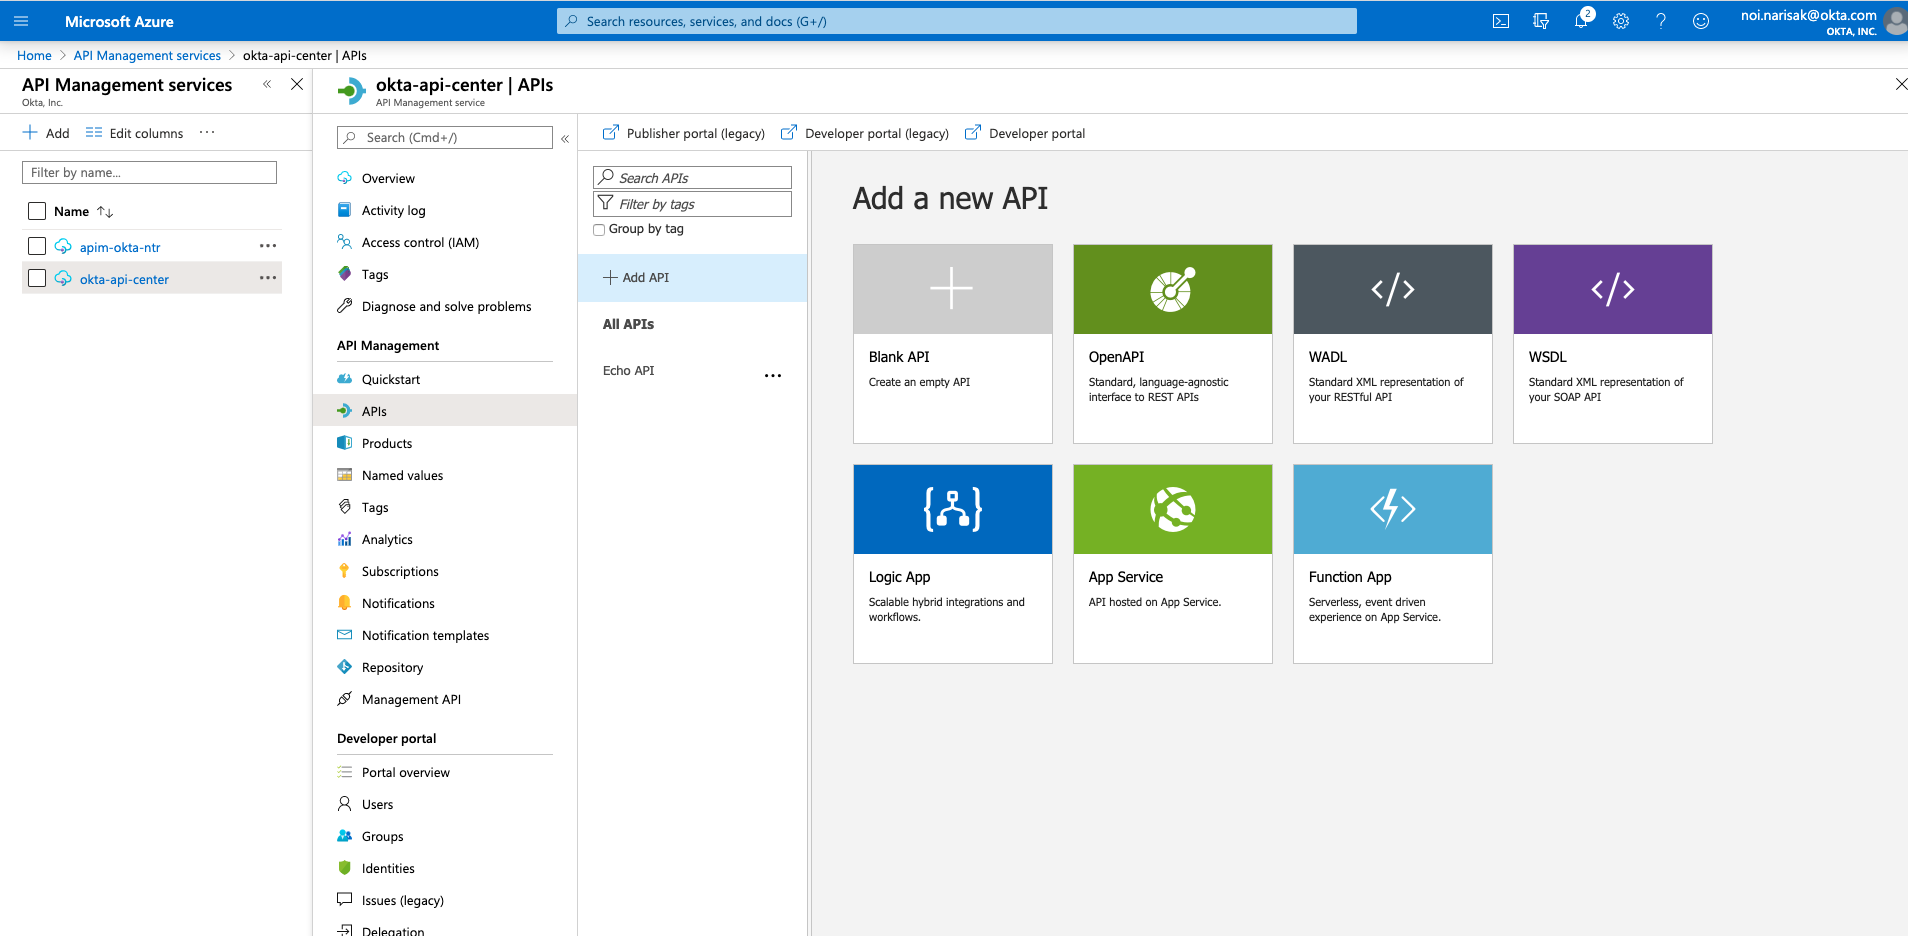 Microsoft Azure
Search resources, services, and docs (G+/)
2
noi.narisak@okta.com
OKTA, INC.
Home > API Management services > okta-api-center | APIs
API Management services
Okta, Inc.
Add
Edit columns
Filter by name...
Name
apim-okta-ntr
okta-api-center
okta-api-center | APIs
API Management service
Search (Cmd+/)
Overview
Activity log
Access control (IAM)
Tags
Diagnose and solve problems
API Management
Quickstart
APIs
Products
Named values
Tags
Analytics
Subscriptions
Notifications
Notification templates
Repository
Management API
Developer portal
Portal overview
Users
Groups
Identities
Issues (legacy)
Delegation
Publisher portal (legacy)
Developer portal (legacy)
Developer portal
Search APIs
Filter by tags
Group by tag
Add API
All APIs
Echo API
Add a new API
Blank API
Create an empty API
OpenAPI
Standard, language-agnostic
interface to REST APIs
WADL
Standard XML representation of
your RESTful API
WSDL
Standard XML representation of
your SOAP API
Logic App
Scalable hybrid integrations and
workflows.
App Service
API hosted on App Service.
Function App
Serverless, event driven
experience on App Service.